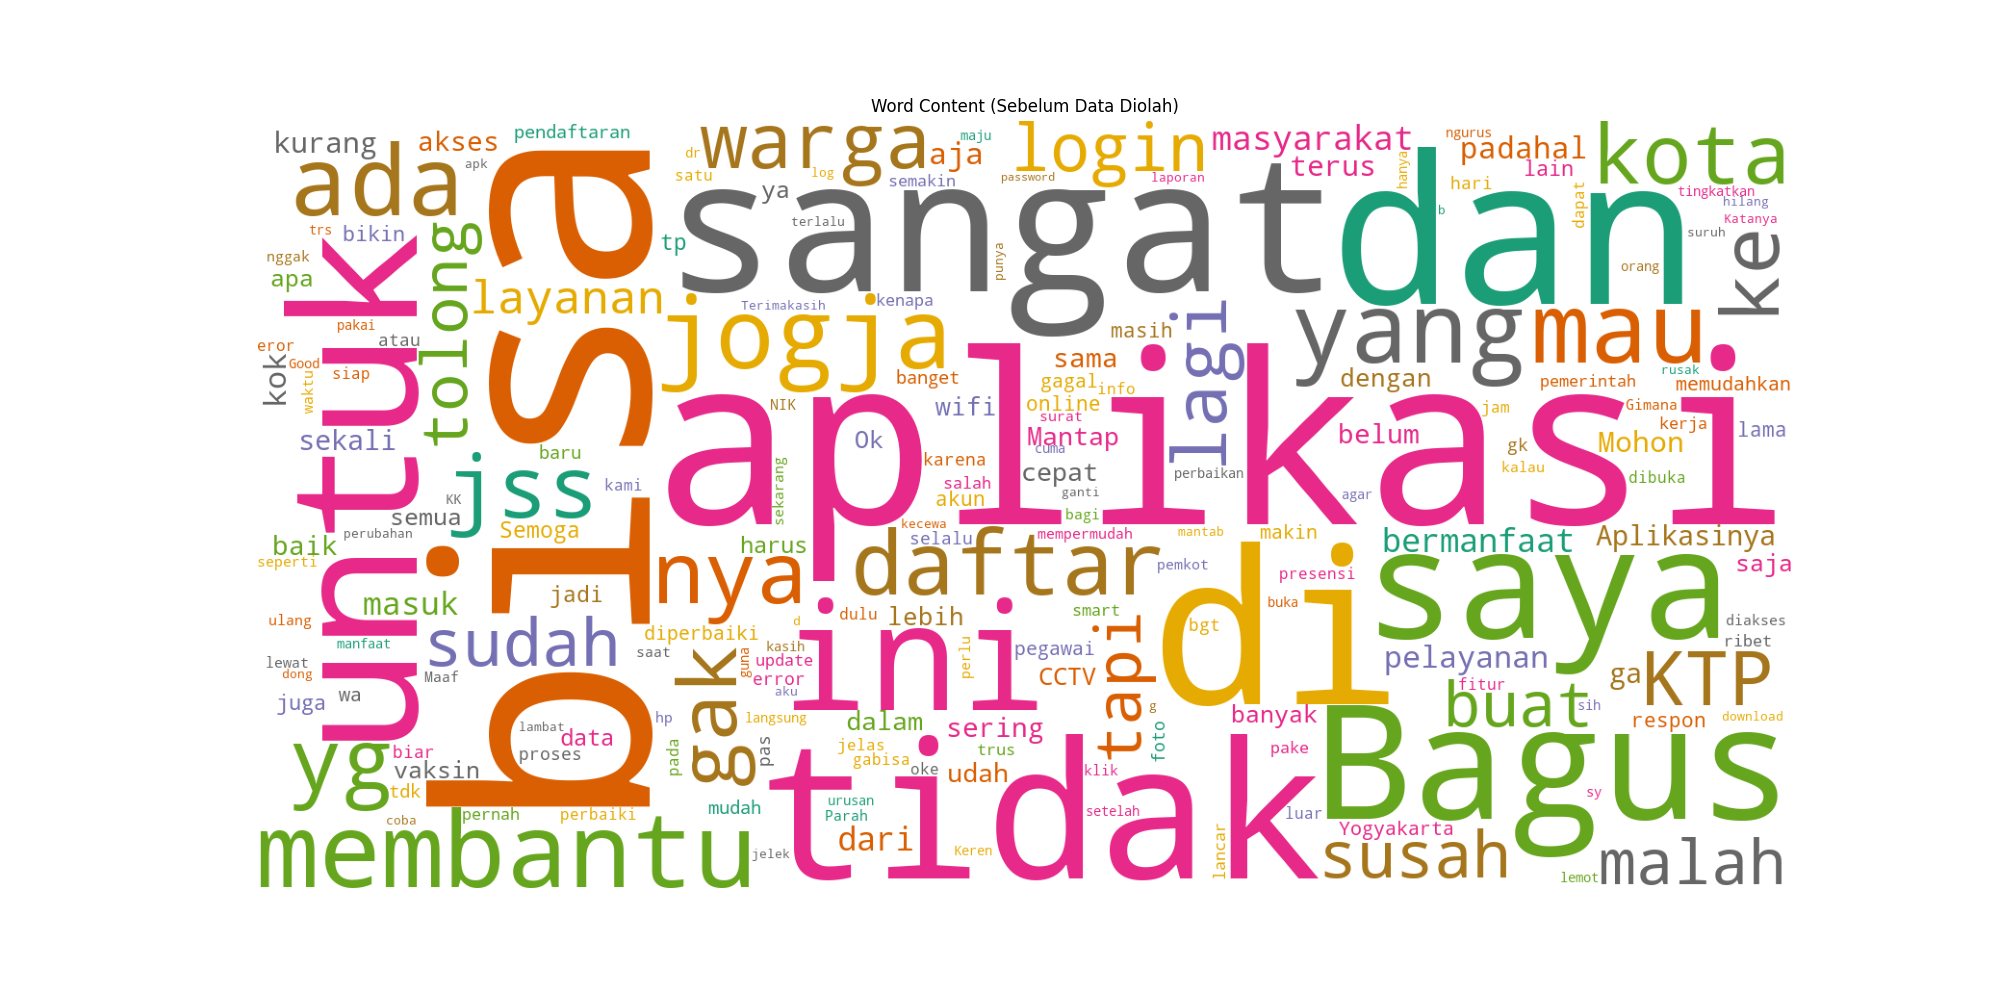 Word Content (Sebelum Data Diolah)
kurang
akses
pendaftaran
warga
maju
login
masyarakat
ngurus
padahal
kota
ada
apk
bisa
dr
satu
aja
log
semakin
password
laporan
terus
hanya
hari
lain
dapat
tingkatkan
hilang
Katanya
suruh
trs
bikin
tolong
tp
ya
terlalu
sangat
punya
dan
b
orang
ke
nggak
apa
untuk
layanan
jogja
Terimakasih
kenapa
masih
lagi
yang
mau
pakai
atau
eror
Good
siap
kok
waktu
sama
banget
gagal
info
dengan
pemerintah
rusak
memudahkan
NIK
wifi
online
surat
Mantap
cuma
aplikasi
jam
Gimana
kerja
lama
sekali
baru
jss
kami
Ok
karena
salah
akun
cepat
ganti
bagi
perbaikan
belum
agar
gk
kalau
Mohon
dibuka
KK
semua
perubahan
Semoga
sekarang
kecewa
selalu
mempermudah
mantab
makin
bermanfaat
Aplikasinya
saja
baik
seperti
harus
nya
daftar
pemkot
presensi
buka
di
saya
jadi
masuk
ulang
manfaat
sudah
diperbaiki
d
dulu
lebih
ini
smart
bgt
diakses
ribet
lewat
dong
Maaf
saat
gak
guna
kasih
update
error
aku
perlu
pegawai
CCTV
tapi
g
pelayanan
fitur
ga
KTP
juga
wa
hp
langsung
dalam
sering
foto
banyak
Bagus
buat
sih
respon
download
lambat
data
proses
yg
biar
vaksin
tdk
pada
pas
jelas
gabisa
trus
oke
udah
klik
pake
tidak
coba
pernah
perbaiki
mudah
urusan
Parah
setelah
luar
sy
membantu
jelek
dari
Keren
lancar
Yogyakarta
susah
lemot
malah